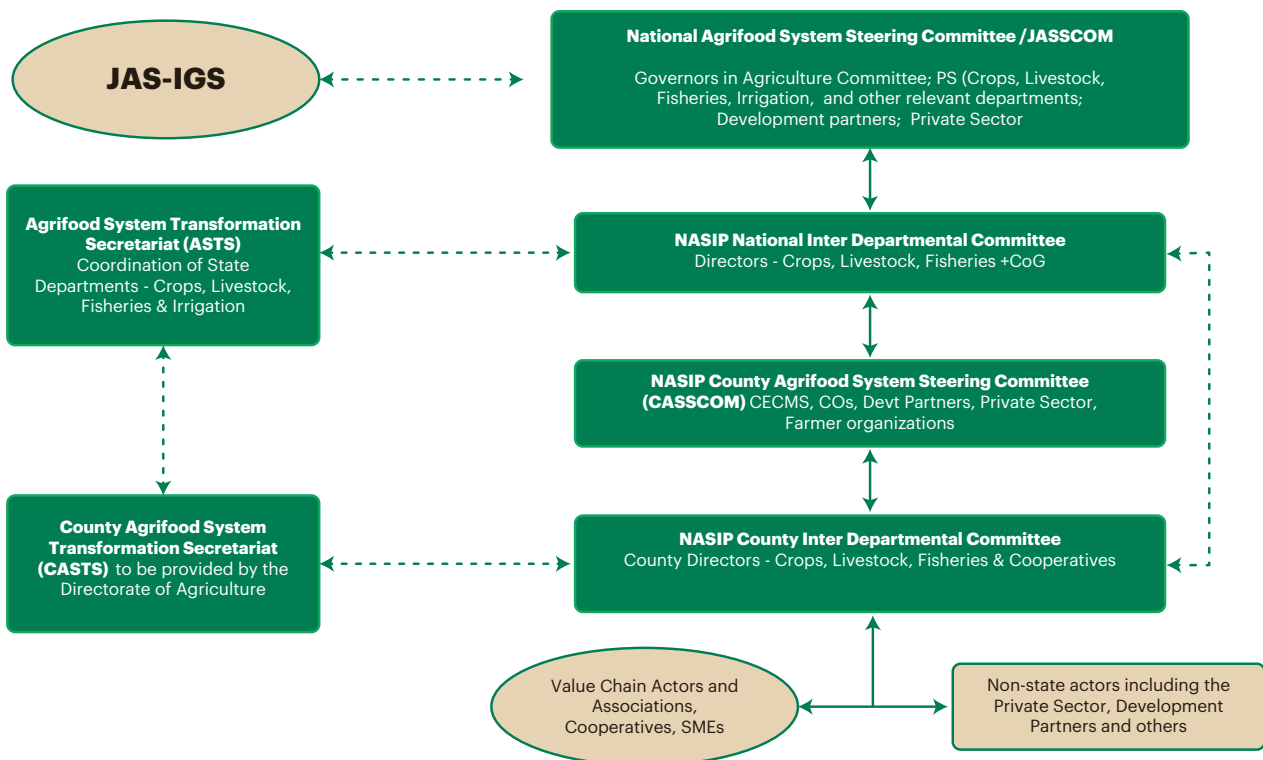 JAS-IGS
National Agrifood System Steering Committee /JASSCOM
Governors in Agriculture Committee; PS (Crops, Livestock,
Fisheries, Irrigation, and other relevant departments;
Development partners; Private Sector
Agrifood System Transformation
Secretariat (ASTS)
Coordination of State
Departments - Crops, Livestock,
Fisheries & Irrigation
NASIP National Inter Departmental Committee
Directors - Crops, Livestock, Fisheries +CoG
NASIP County Agrifood System Steering Committee
(CASSCOM) CECMS, COs, Devt Partners, Private Sector,
Farmer organizations
County Agrifood System
Transformation Secretariat
(CASTS) to be provided by the
Directorate of Agriculture
NASIP County Inter Departmental Committee
County Directors - Crops, Livestock, Fisheries & Cooperatives
Value Chain Actors and
Associations,
Cooperatives, SMEs
Non-state actors including the
Private Sector, Development
Partners and others